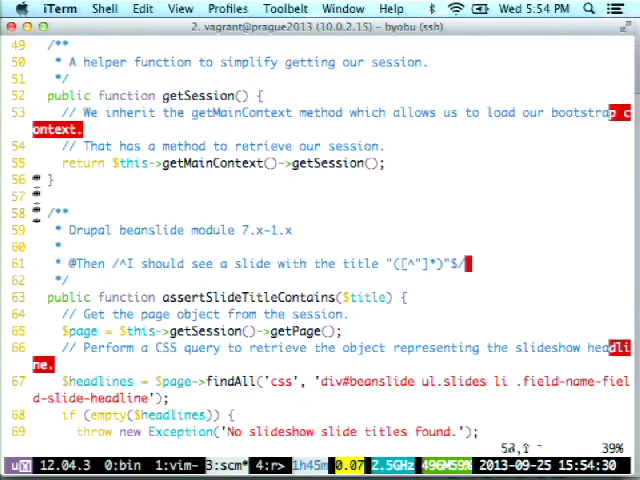 iTerm Shell Edit View Profiles Toolbelt Window Help Wed 5:54 PM
2. vagrant@prague2013 (10.0.2.15) - byobu (ssh)
49 /**
50 * A helper function to simplify getting our session.
51 */
52 public function getSession() {
53 // We inherit the getMainContext method which allows us to load our bootstrap c
ontext.
54 // That has a method to retrieve our session.
55 return $this->getMainContext()->getSession();
56 }
57
58 /**
59 * Drupal beanslide module 7.x-1.x
60 *
61 * @Then /^I should see a slide with the title "([^"]*)"$/
62 */
63 public function assertSlideTitleContains($title) {
64 // Get the page object from the session.
65 $page = $this->getSession()->getPage();
66 // Perform a CSS query to retrieve the object representing the slideshow headli
ne.
67 $headlines = $page->findAll('css', 'div#beanslide ul.slides li .field-name-fiel
d-slide-headline');
68 if (empty($headlines)) {
69 throw new Exception('No slideshow slide titles found.');
39%
u 12.04.3 0:bin 1:vim- 3:scm* 4:r> 1h45m 0.07 2.5GHz 496M59% 2013-09-25 15:54:30